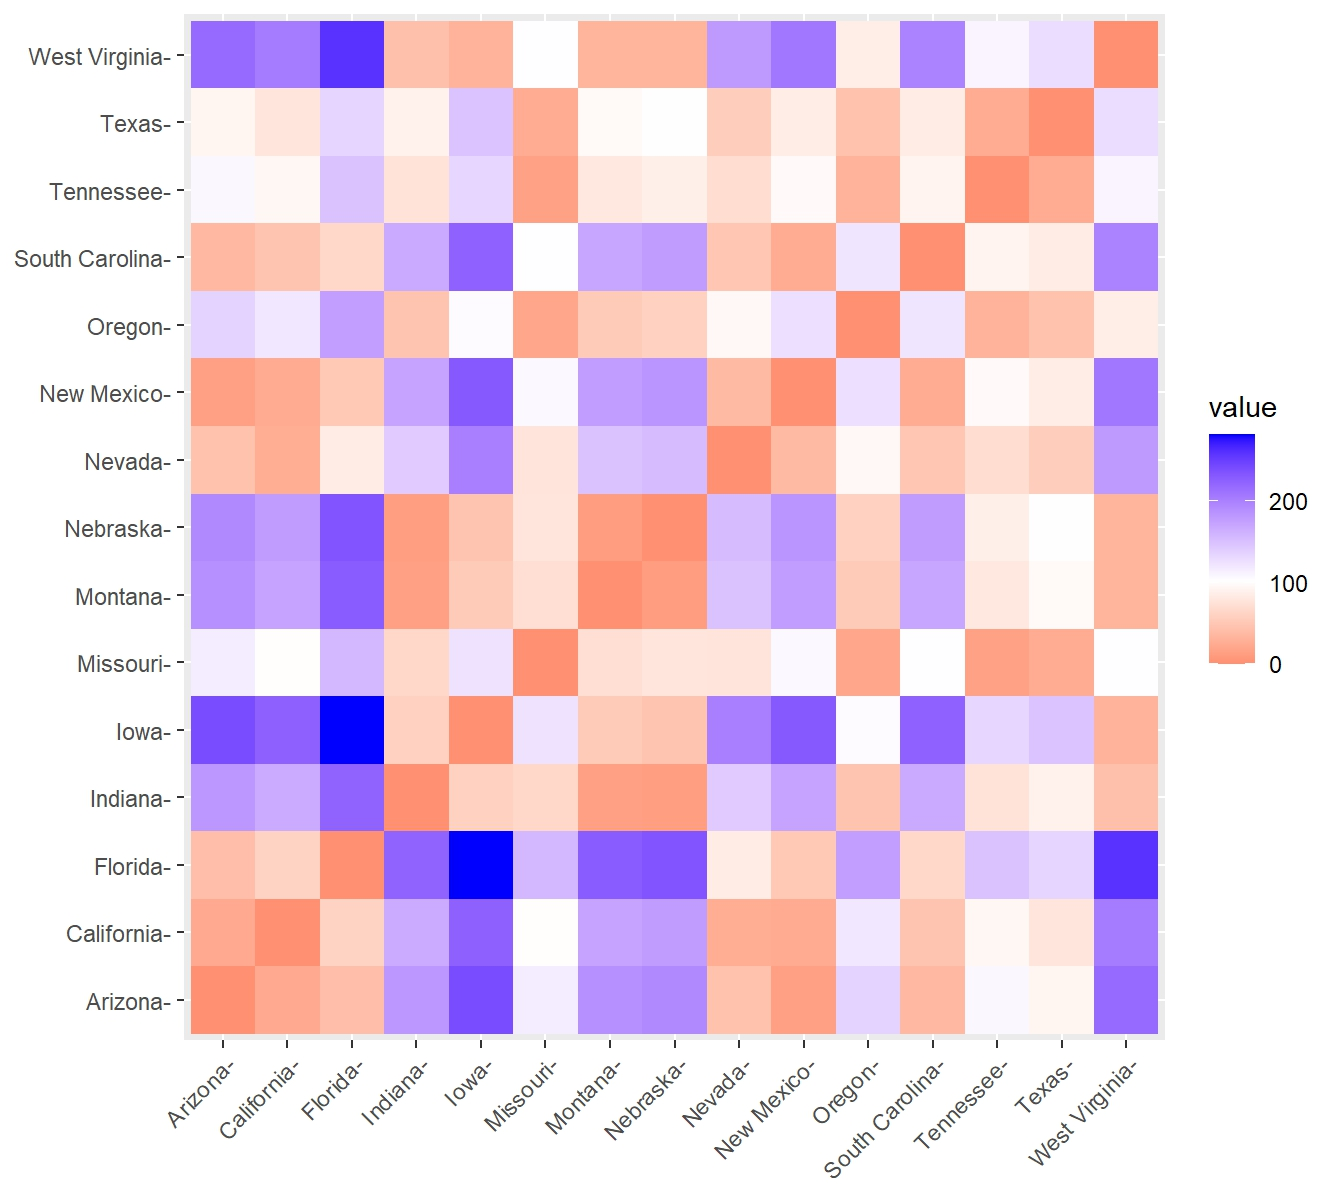 West Virginia-
Texas-
Tennessee-
South Carolina-
Oregon-
New Mexico-
Nevada-
Nebraska-
Montana-
Missouri-
Iowa-
Indiana-
Florida-
California-
Arizona-
Arizona-
California-
Florida-
Indiana-
Iowa-
Missouri-
Montana-
Nebraska-
Nevada-
New Mexico-
Oregon-
South Carolina-
Tennessee-
Texas-
West Virginia-
value
200
100
0